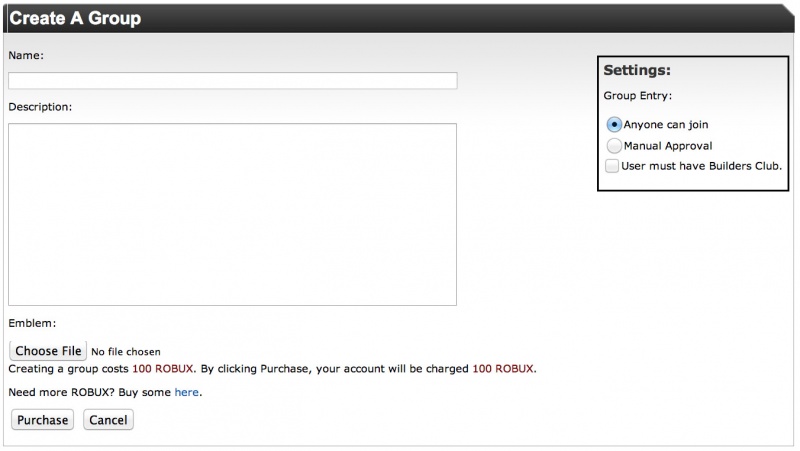 Create A Group
Name:
Description:
Emblem:
Choose File No file chosen
Creating a group costs 100 ROBUX. By clicking Purchase, your account will be charged 100 ROBUX.
Need more ROBUX? Buy some here.
Purchase Cancel
Settings:
Group Entry:
Anyone can join
Manual Approval
User must have Builders Club.